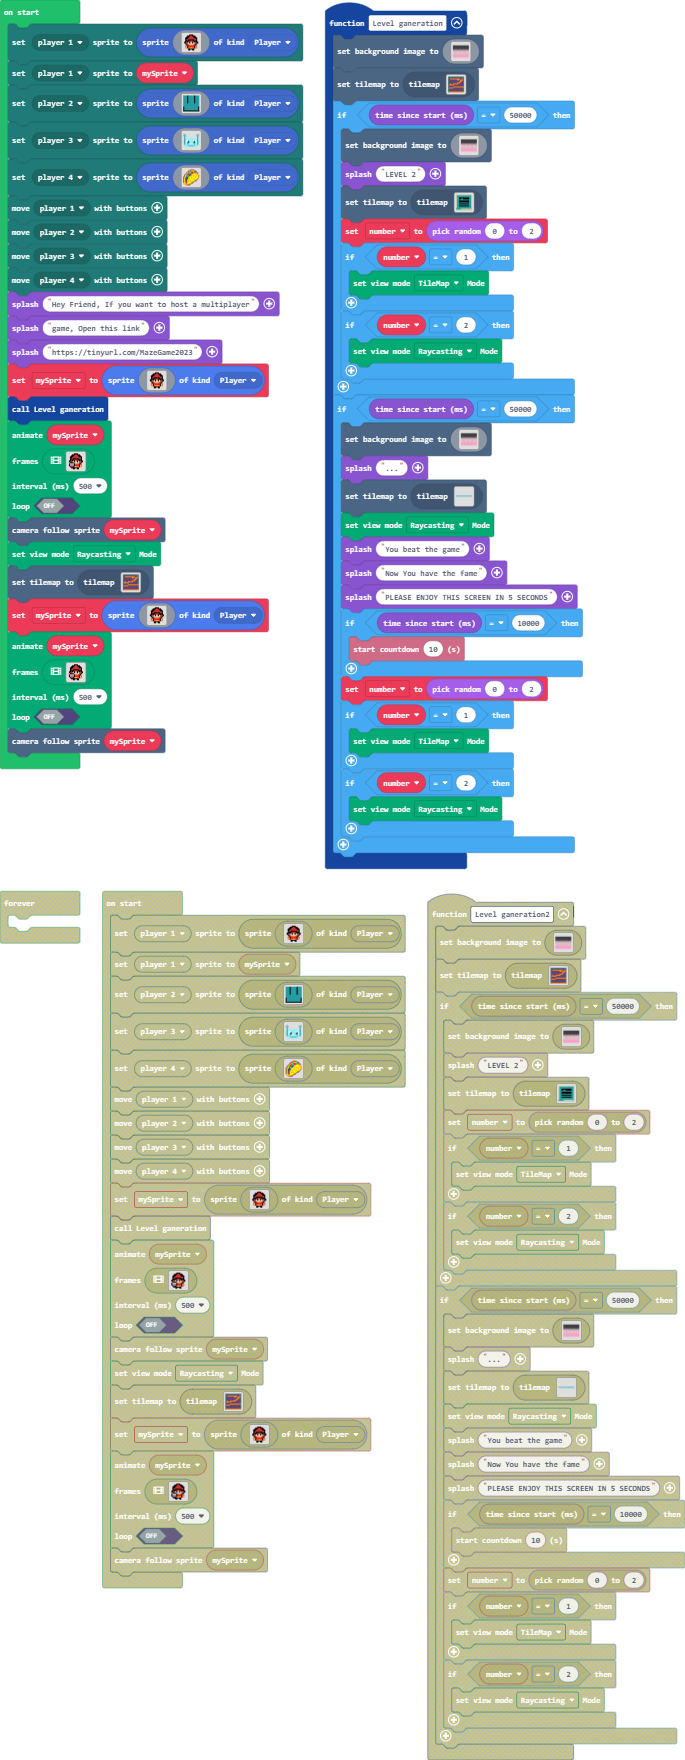 on start
set player 1 sprite to sprite of kind Player
set player 1 sprite to mySprite
set player 2 sprite to sprite of kind Player
set player 3 sprite to sprite of kind Player
set player 4 sprite to sprite of kind Player
move player 1 with buttons
move player 2 with buttons
move player 3 with buttons
move player 4 with buttons
splash "Hey Friend, If you want to host a multiplayer"
splash "game, Open this link"
splash "https://tinyurl.com/MazeGame2023"
set mySprite to sprite of kind Player
call Level ganeration
animate mySprite
frames
interval (ms) 500
loop OFF
camera follow sprite mySprite
set view mode Raycasting Mode
set tilemap to tilemap
set mySprite to sprite of kind Player
animate mySprite
frames
interval (ms) 500
loop OFF
camera follow sprite mySprite
function Level ganeration
set background image to
set tilemap to tilemap
if time since start (ms) = 50000 then
set background image to
splash "LEVEL 2"
set tilemap to tilemap
set number to pick random 0 to 2
if number = 1 then
set view mode TileMap Mode
if number = 2 then
set view mode Raycasting Mode
if time since start (ms) = 50000 then
set background image to
splash "..."
set tilemap to tilemap
set view mode Raycasting Mode
splash "You beat the game"
splash "Now You have the fame"
splash "PLEASE ENJOY THIS SCREEN IN 5 SECONDS"
if time since start (ms) = 10000 then
start countdown 10 (s)
set number to pick random 0 to 2
if number = 1 then
set view mode TileMap Mode
if number = 2 then
set view mode Raycasting Mode
forever
on start
set player 1 sprite to sprite of kind Player
set player 1 sprite to mySprite
set player 2 sprite to sprite of kind Player
set player 3 sprite to sprite of kind Player
set player 4 sprite to sprite of kind Player
move player 1 with buttons
move player 2 with buttons
move player 3 with buttons
move player 4 with buttons
set mySprite to sprite of kind Player
call Level ganeration
animate mySprite
frames
interval (ms) 500
loop OFF
camera follow sprite mySprite
set view mode Raycasting Mode
set tilemap to tilemap
set mySprite to sprite of kind Player
animate mySprite
frames
interval (ms) 500
loop OFF
camera follow sprite mySprite
function Level ganeration2
set background image to
set tilemap to tilemap
if time since start (ms) = 50000 then
set background image to
splash "LEVEL 2"
set tilemap to tilemap
set number to pick random 0 to 2
if number = 1 then
set view mode TileMap Mode
if number = 2 then
set view mode Raycasting Mode
if time since start (ms) = 50000 then
set background image to
splash "..."
set tilemap to tilemap
set view mode Raycasting Mode
splash "You beat the game"
splash "Now You have the fame"
splash "PLEASE ENJOY THIS SCREEN IN 5 SECONDS"
if time since start (ms) = 10000 then
start countdown 10 (s)
set number to pick random 0 to 2
if number = 1 then
set view mode TileMap Mode
if number = 2 then
set view mode Raycasting Mode